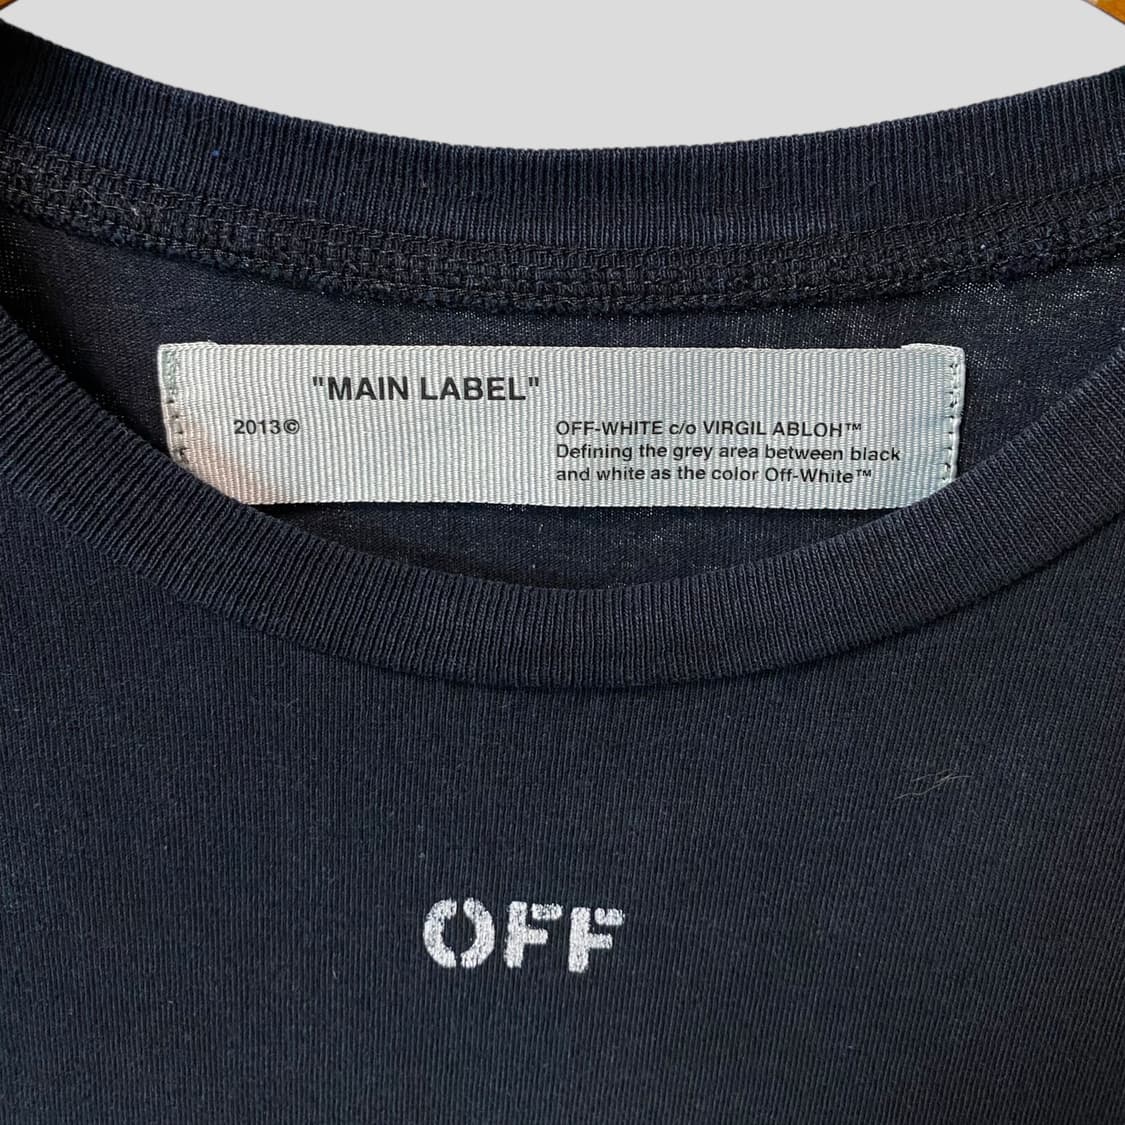 "MAIN LABEL"
2013©
OFF-WHITE c/o VIRGIL ABLOH™
Defining the grey area between black
and white as the color Off-White™
OFF